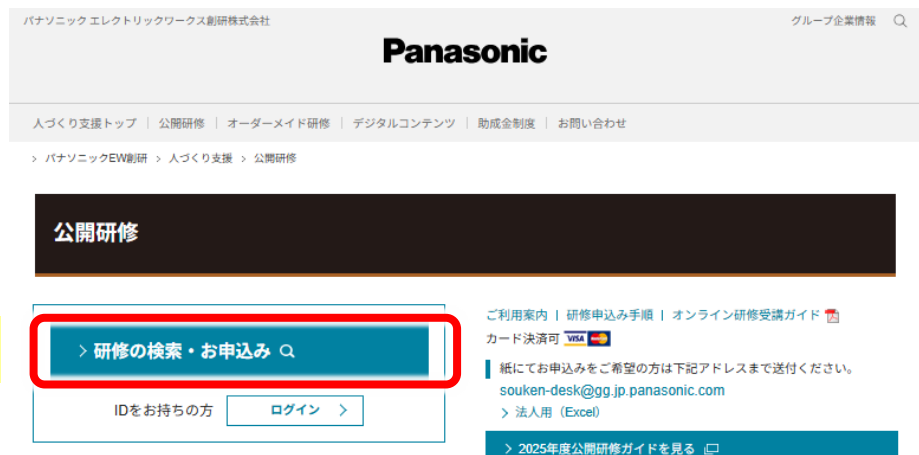 パナソニック エレクトリックワークス創研株式会社
グループ企業情報
Panasonic
人づくり支援トップ | 公開研修 | オーダーメイド研修 | デジタルコンテンツ | 助成金制度 | お問い合わせ
> パナソニックEW創研 > 人づくり支援 > 公開研修
公開研修
> 研修の検索・お申込み
IDをお持ちの方 ログイン >
ご利用案内 | 研修申込み手順 | オンライン研修受講ガイド
カード決済可 VISA
紙にてお申込みをご希望の方は下記アドレスまで送付ください。
souken-desk@gg.jp.panasonic.com
> 法人用（Excel）
> 2025年度公開研修ガイドを見る